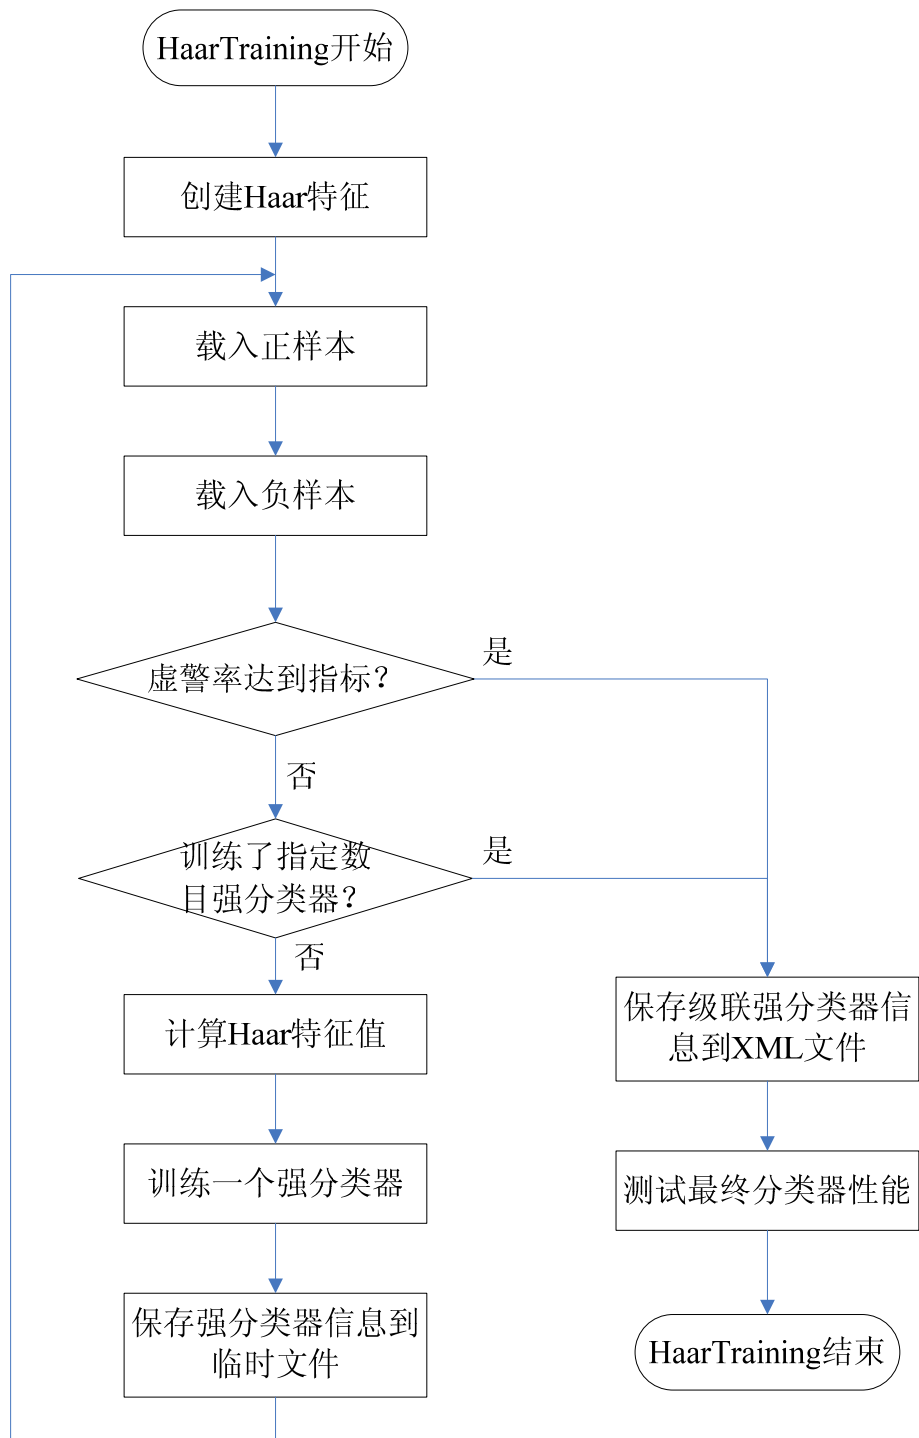 HaarTraining开始
创建Haar特征
载入正样本
载入负样本
虚警率达到指标？
是
否
训练了指定数
目强分类器？
是
否
计算Haar特征值
训练一个强分类器
保存强分类器信息到
临时文件
保存级联强分类器信
息到XML文件
测试最终分类器性能
HaarTraining结束